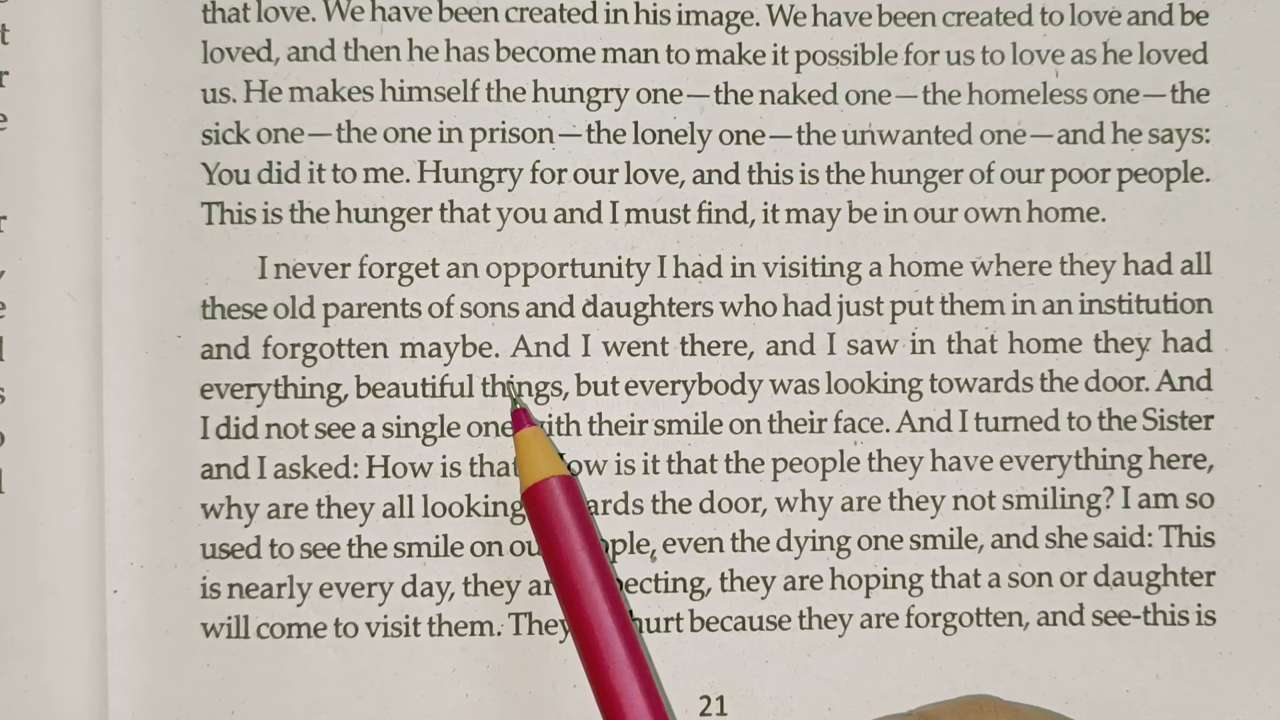 t
r
e
r
,
e
l
s
o
l
that love. We have been created in his image. We have been created to love and be
loved, and then he has become man to make it possible for us to love as he loved
us. He makes himself the hungry one—the naked one—the homeless one—the
sick one—the one in prison—the lonely one—the unwanted one—and he says:
You did it to me. Hungry for our love, and this is the hunger of our poor people.
This is the hunger that you and I must find, it may be in our own home.
I never forget an opportunity I had in visiting a home where they had all
these old parents of sons and daughters who had just put them in an institution
and forgotten maybe. And I went there, and I saw in that home they had
everything, beautiful things, but everybody was looking towards the door. And
I did not see a single one with their smile on their face. And I turned to the Sister
and I asked: How is that? How is it that the people they have everything here,
why are they all looking towards the door, why are they not smiling? I am so
used to see the smile on our people, even the dying one smile, and she said: This
is nearly every day, they are expecting, they are hoping that a son or daughter
will come to visit them. They hurt because they are forgotten, and see-this is
21